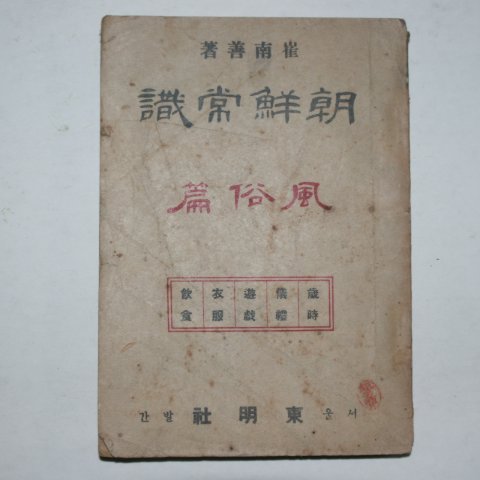 崔南善著
朝鮮常識
風俗篇
歲時 儀禮 遊戲 衣服 飮食
서울 東明社 발간